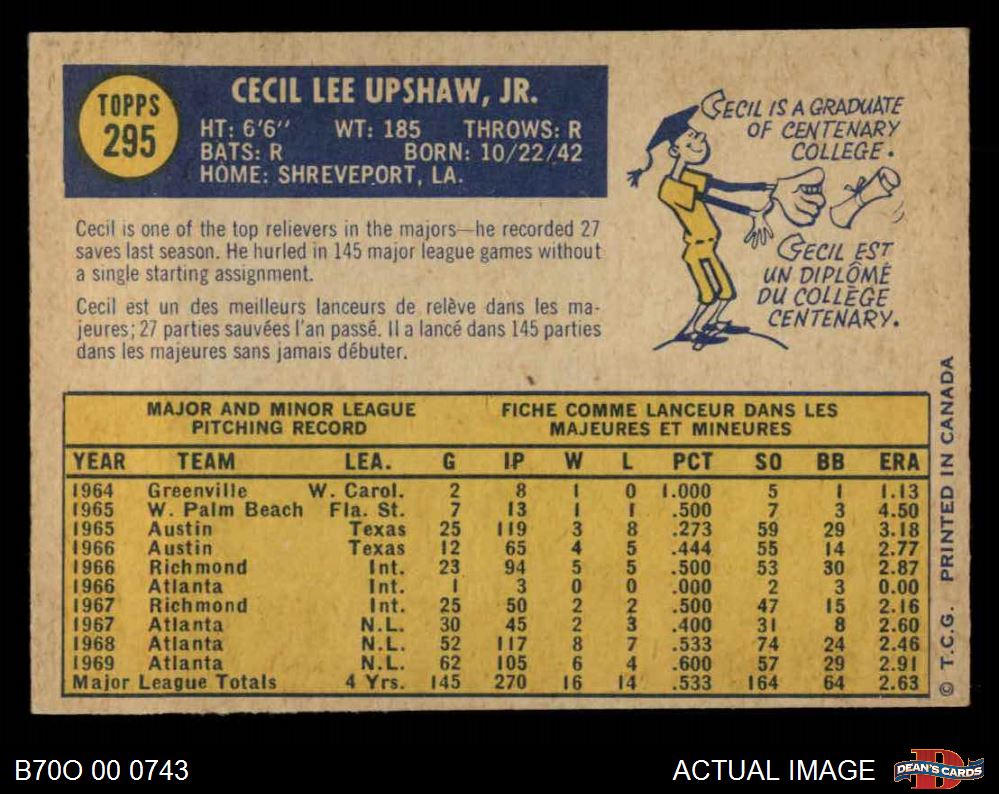 TOPPS
295
CECIL LEE UPSHAW, JR.
HT: 6'6'' WT: 185 THROWS: R
BATS: R BORN: 10/22/42
HOME: SHREVEPORT, LA.
Cecil is one of the top relievers in the majors—he recorded 27
saves last season. He hurled in 145 major league games without
a single starting assignment.
Cecil est un des meilleurs lanceurs de relève dans les ma-
jeures; 27 parties sauvées l'an passé. Il a lancé dans 145 parties
dans les majeures sans jamais débuter.
CECIL IS A GRADUATE
OF CENTENARY
COLLEGE.
CECIL EST
UN DIPLÔMÉ
DU COLLÈGE
CENTENARY.
MAJOR AND MINOR LEAGUE
PITCHING RECORD
FICHE COMME LANCEUR DANS LES
MAJEURES ET MINEURES
YEAR TEAM LEA. G IP W L PCT SO BB ERA
1964 Greenville W. Carol. 2 8 1 0 1.000 5 1 1.13
1965 W. Palm Beach Fla. St. 7 13 1 1 .500 7 3 4.50
1965 Austin Texas 25 119 3 8 .273 59 29 3.18
1966 Austin Texas 12 65 4 5 .444 55 14 2.77
1966 Richmond Int. 23 94 5 5 .500 53 30 2.87
1966 Atlanta Int. 1 3 0 0 .000 2 3 0.00
1967 Richmond Int. 25 50 2 2 .500 47 15 2.16
1967 Atlanta N.L. 30 45 2 3 .400 31 8 2.60
1968 Atlanta N.L. 52 117 8 7 .533 74 24 2.46
1969 Atlanta N.L. 62 105 6 4 .600 57 29 2.91
Major League Totals 4 Yrs. 145 270 16 14 .533 164 64 2.63
© T.C.G. PRINTED IN CANADA
B70O 00 0743
ACTUAL IMAGE
DEAN'S CARDS